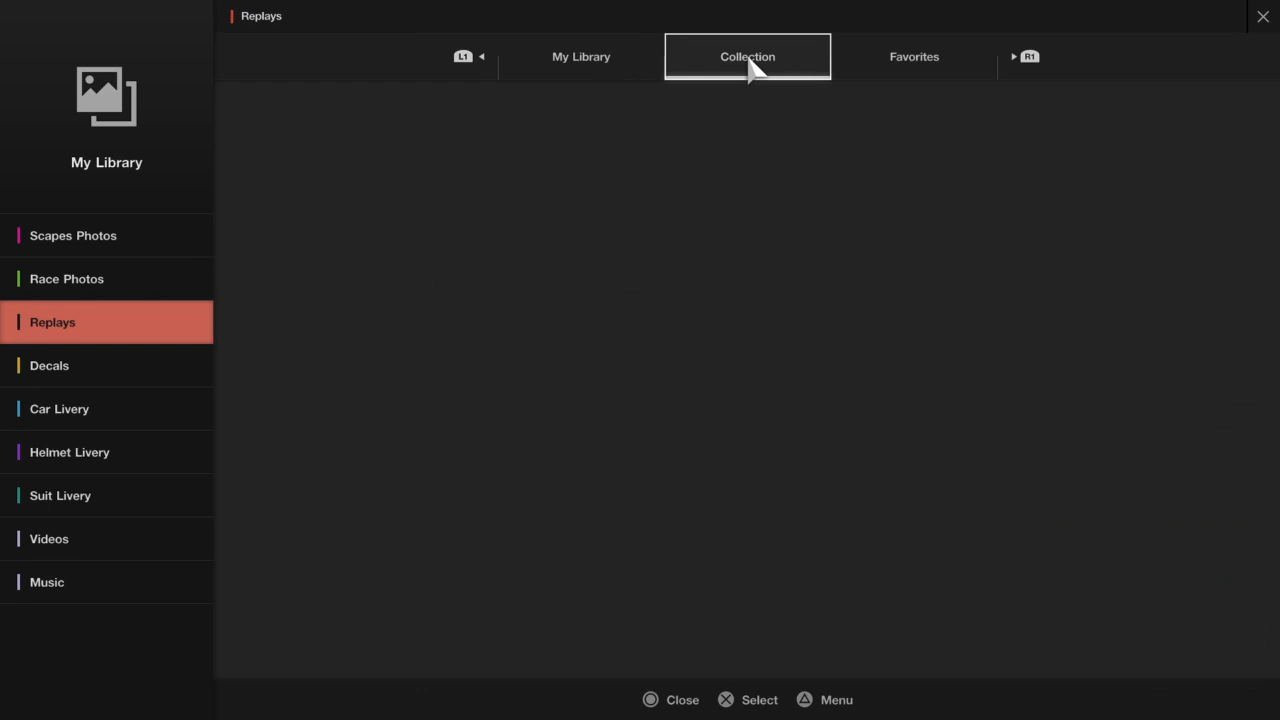 Replays
L1
My Library
Collection
Favorites
R1
My Library
Scapes Photos
Race Photos
Replays
Decals
Car Livery
Helmet Livery
Suit Livery
Videos
Music
Close
Select
Menu